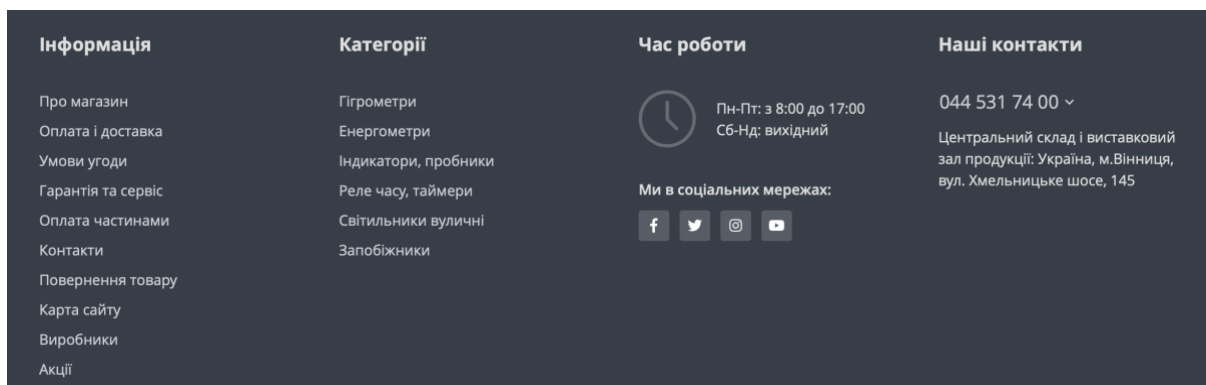 Інформація
Про магазин
Оплата і доставка
Умови угоди
Гарантія та сервіс
Оплата частинами
Контакти
Повернення товару
Карта сайту
Виробники
Акції
Категорії
Гігрометри
Енергометри
Індикатори, пробники
Реле часу, таймери
Світильники вуличні
Запобіжники
Час роботи
Пн-Пт: з 8:00 до 17:00
Сб-Нд: вихідний
Ми в соціальних мережах:
Наші контакти
044 531 74 00
Центральний склад і виставковий
зал продукції: Україна, м.Вінниця,
вул. Хмельницьке шосе, 145